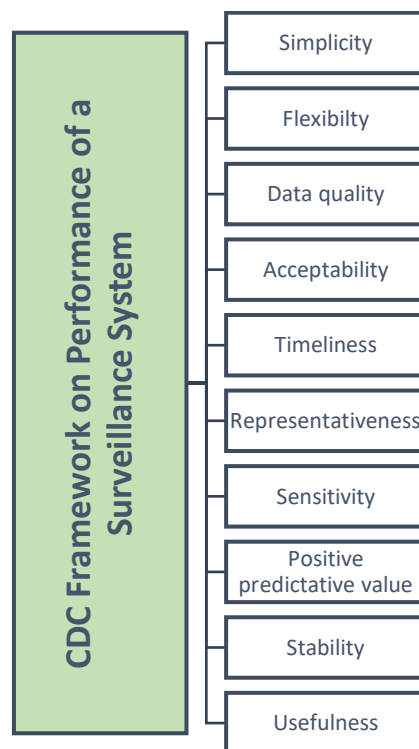 CDC Framework on Performance of a
Surveillance System
Simplicity
Flexibilty
Data quality
Acceptability
Timeliness
Representativeness
Sensitivity
Positive
predictative value
Stability
Usefulness